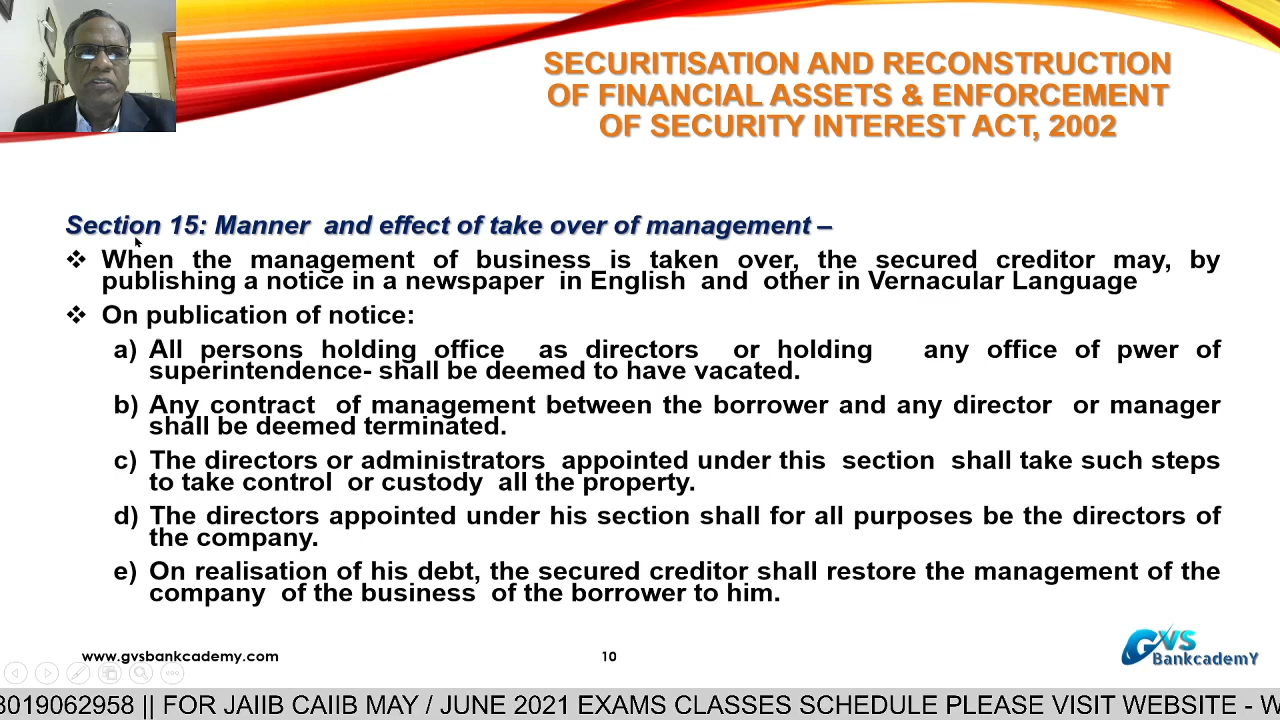 SECURITISATION AND RECONSTRUCTION
OF FINANCIAL ASSETS & ENFORCEMENT
OF SECURITY INTEREST ACT, 2002
Section 15: Manner and effect of take over of management –
❖ When the management of business is taken over, the secured creditor may, by
publishing a notice in a newspaper in English and other in Vernacular Language
❖ On publication of notice:
a) All persons holding office as directors or holding any office of pwer of
superintendence- shall be deemed to have vacated.
b) Any contract of management between the borrower and any director or manager
shall be deemed terminated.
c) The directors or administrators appointed under this section shall take such steps
to take control or custody all the property.
d) The directors appointed under his section shall for all purposes be the directors of
the company.
e) On realisation of his debt, the secured creditor shall restore the management of the
company of the business of the borrower to him.
www.gvsbankcademy.com
10
GVS
BankcademY
8019062958 || FOR JAIIB CAIIB MAY / JUNE 2021 EXAMS CLASSES SCHEDULE PLEASE VISIT WEBSITE - W